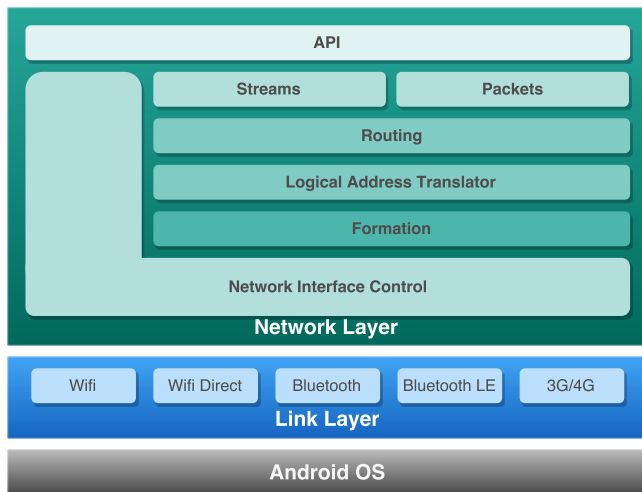 API
Streams Packets
Routing
Logical Address Translator
Formation
Network Interface Control
Network Layer
Wifi Wifi Direct Bluetooth Bluetooth LE 3G/4G
Link Layer
Android OS